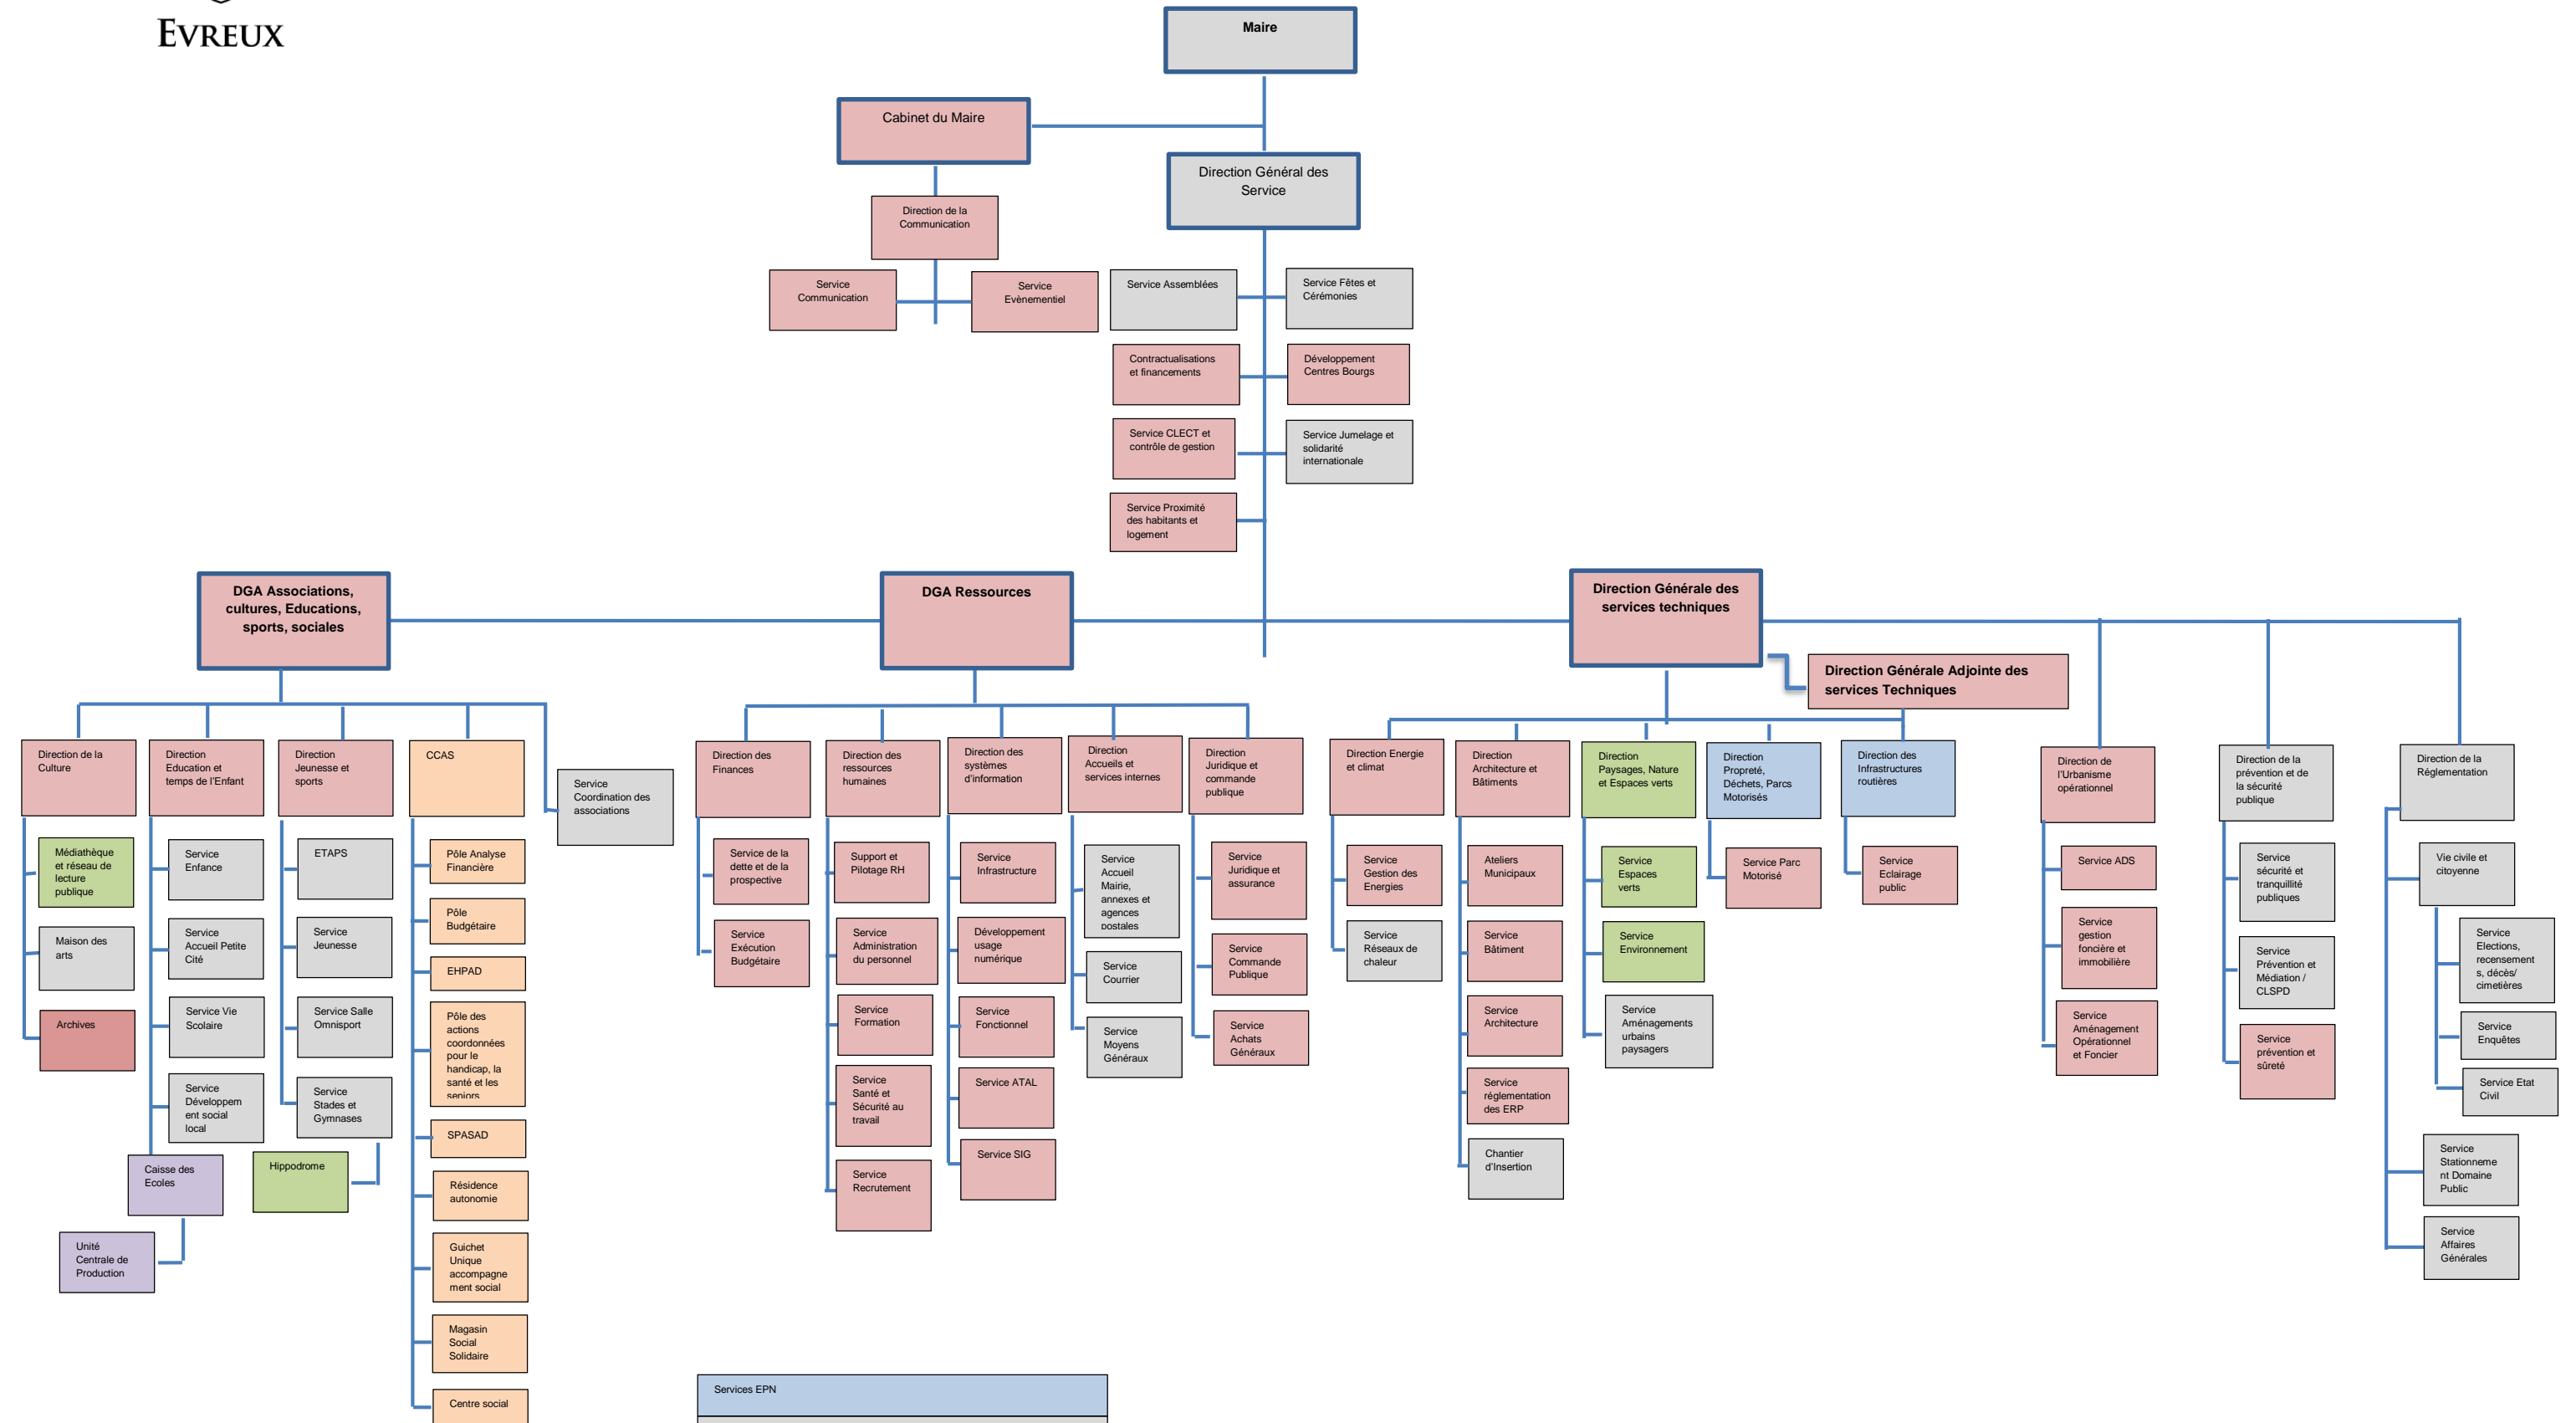 EVREUX
Maire
Cabinet du Maire
Direction Général des
Service
Direction de la
Communication
Service
Communication
Service
Evènementiel
Service Assemblées
Service Fêtes et
Cérémonies
Contractualisations
et financements
Développement
Centres Bourgs
Service CLECT et
contrôle de gestion
Service Jumelage et
solidarité
internationale
Service Proximité
des habitants et
logement
DGA Associations,
cultures, Educations,
sports, sociales
DGA Ressources
Direction Générale des
services techniques
Direction Générale Adjointe des
services Techniques
Direction de la
Culture
Médiathèque
et réseau de
lecture
publique
Maison des
arts
Archives
Direction
Education et
temps de l'Enfant
Service
Enfance
Service
Accueil Petite
Cité
Service Vie
Scolaire
Service
Développem
ent social
local
Caisse des
Ecoles
Unité
Centrale de
Production
Direction
Jeunesse et
sports
ETAPS
Service
Jeunesse
Service Salle
Omnisport
Service
Stades et
Gymnases
Hippodrome
CCAS
Pôle Analyse
Financière
Pôle
Budgétaire
EHPAD
Pôle des
actions
coordonnées
pour le
handicap, la
santé et les
seniors
SPASAD
Résidence
autonomie
Guichet
Unique
accompagne
ment social
Magasin
Social
Solidaire
Centre social
Service
Coordination des
associations
Direction des
Finances
Service de la
dette et de la
prospective
Service
Exécution
Budgétaire
Direction des
ressources
humaines
Support et
Pilotage RH
Service
Administration
du personnel
Service
Formation
Service
Santé et
Sécurité au
travail
Service
Recrutement
Direction des
systèmes
d'information
Service
Infrastructure
Développement
usage
numérique
Service
Fonctionnel
Service ATAL
Service SIG
Direction
Accueils et
services internes
Service
Accueil
Mairie,
annexes et
agences
postales
Service
Courrier
Service
Moyens
Généraux
Direction
Juridique et
commande
publique
Service
Juridique et
assurance
Service
Commande
Publique
Service
Achats
Généraux
Direction Energie
et climat
Service
Gestion des
Energies
Service
Réseaux de
chaleur
Direction
Architecture et
Bâtiments
Ateliers
Municipaux
Service
Bâtiment
Service
Architecture
Service
réglementation
des ERP
Chantier
d'Insertion
Direction
Paysages, Nature
et Espaces verts
Service
Espaces
verts
Service
Environnement
Service
Aménagements
urbains
paysagers
Direction
Propreté,
Déchets, Parcs
Motorisés
Service Parc
Motorisé
Direction des
Infrastructures
routières
Service
Eclairage
public
Direction de
l'Urbanisme
opérationnel
Service ADS
Service
gestion
foncière et
immobilière
Service
Aménagement
Opérationnel
et Foncier
Direction de la
prévention et de
la sécurité
publique
Service
sécurité et
tranquillité
publiques
Service
Prévention et
Médiation /
CLSPD
Service
prévention et
sûreté
Direction de la
Réglementation
Vie civile et
citoyenne
Service
Elections,
recensement
s, décès/
cimetières
Service
Enquêtes
Service Etat
Civil
Service
Stationneme
nt Domaine
Public
Service
Affaires
Générales
Services EPN